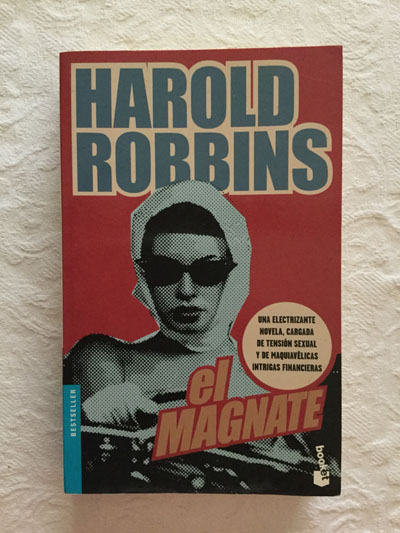 HAROLD
ROBBINS
UNA ELECTRIZANTE
NOVELA, CARGADA
DE TENSIÓN SEXUAL
Y DE MAQUIAVÉLICAS
INTRIGAS FINANCIERAS
el
MAGNATE
BESTSELLER
booket